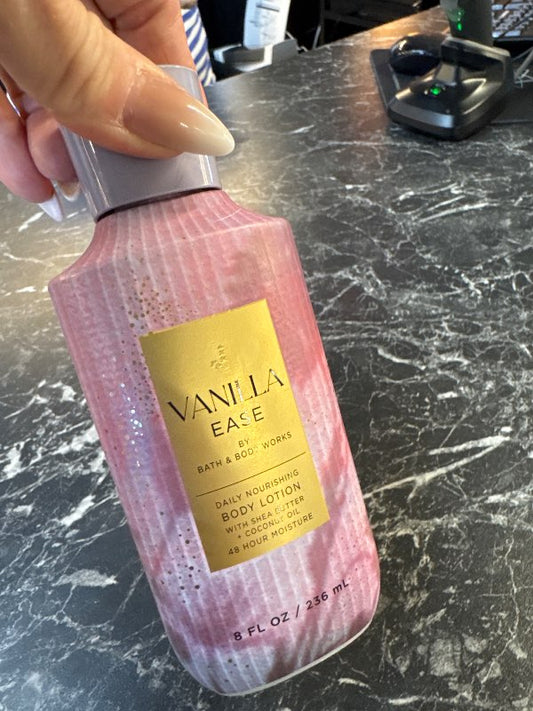 VANILLA
EASE
BY
BATH & BODY WORKS
DAILY NOURISHING
BODY LOTION
WITH SHEA BUTTER
+ COCONUT OIL
48 HOUR MOISTURE
8 FL OZ / 236 mL